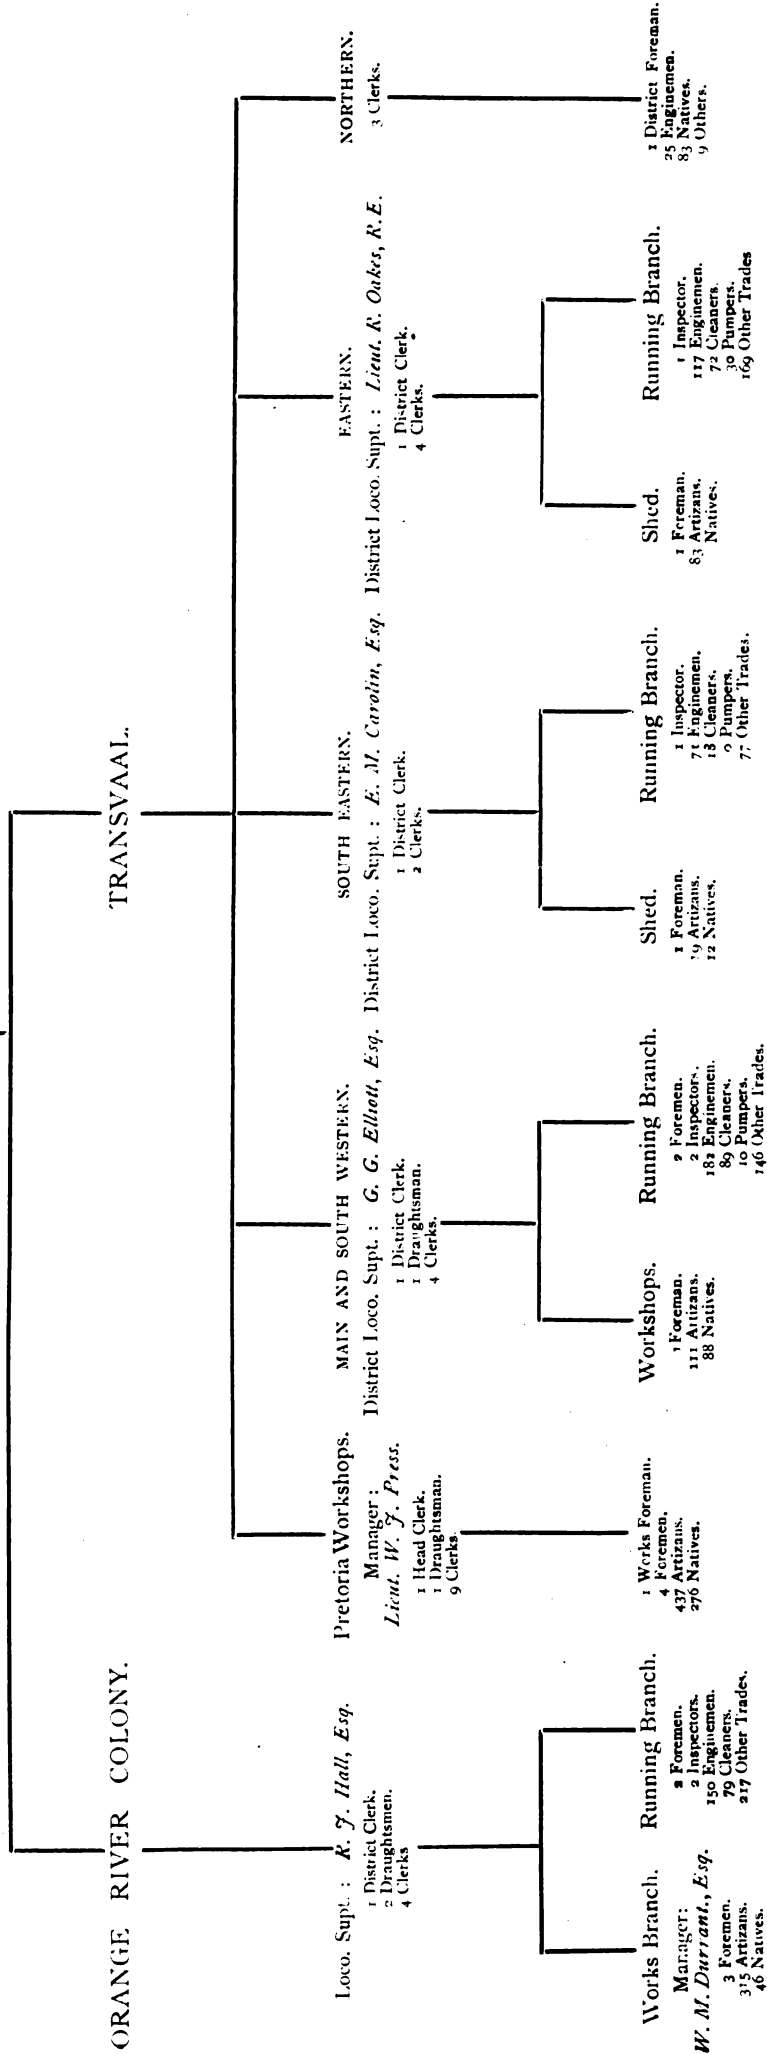 ORANGE RIVER COLONY.
Loco. Supt. : R. J. Hall, Esq.
1 District Clerk.
2 Draughtsmen.
4 Clerks
Works Branch.
Manager:
W. M. Durrant., Esq.
3 Foremen.
315 Artizans.
46 Natives.
Running Branch.
2 Foremen.
2 Inspectors.
150 Enginemen.
79 Cleaners.
217 Other Trades.
TRANSVAAL.
Pretoria Workshops.
Manager:
Lieut. W. J. Press.
1 Head Clerk.
1 Draughtsman.
9 Clerks.
1 Works Foreman.
4 Foremen.
437 Artizans.
276 Natives.
MAIN AND SOUTH WESTERN.
District Loco. Supt. : G. G. Elliott, Esq.
1 District Clerk.
1 Draughtsman.
4 Clerks.
Workshops.
1 Foreman.
111 Artizans.
88 Natives.
Running Branch.
2 Foremen.
2 Inspectors.
182 Enginemen.
89 Cleaners.
10 Pumpers.
146 Other Trades.
SOUTH EASTERN.
District Loco. Supt. : E. M. Carolin, Esq.
1 District Clerk.
2 Clerks.
Shed.
1 Foreman.
Artizans.
12 Natives.
Running Branch.
1 Inspector.
71 Enginemen.
18 Cleaners.
Pumpers.
77 Other Trades.
EASTERN.
District Loco. Supt. : Lieut. R. Oakes, R.E.
1 District Clerk.
4 Clerks.
Shed.
1 Foreman.
83 Artizans.
Natives.
Running Branch.
1 Inspector.
117 Enginemen.
72 Cleaners.
30 Pumpers.
169 Other Trades
NORTHERN.
3 Clerks.
1 District Foreman.
25 Enginemen.
83 Natives.
9 Others.